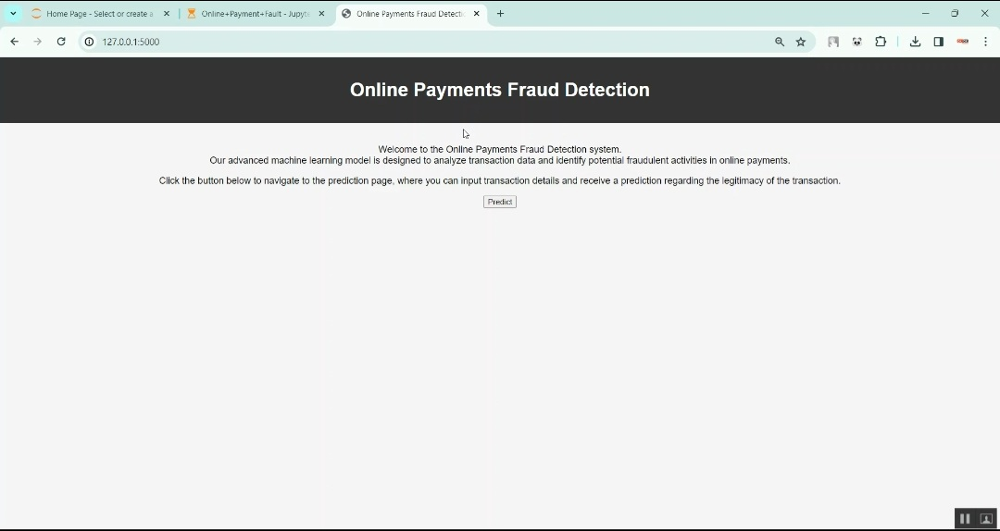 Home Page - Select or create a
Online+Payment+Fault - Jupyte
Online Payments Fraud Detectio
127.0.0.1:5000
Online Payments Fraud Detection
Welcome to the Online Payments Fraud Detection system.
Our advanced machine learning model is designed to analyze transaction data and identify potential fraudulent activities in online payments.
Click the button below to navigate to the prediction page, where you can input transaction details and receive a prediction regarding the legitimacy of the transaction.
Predict